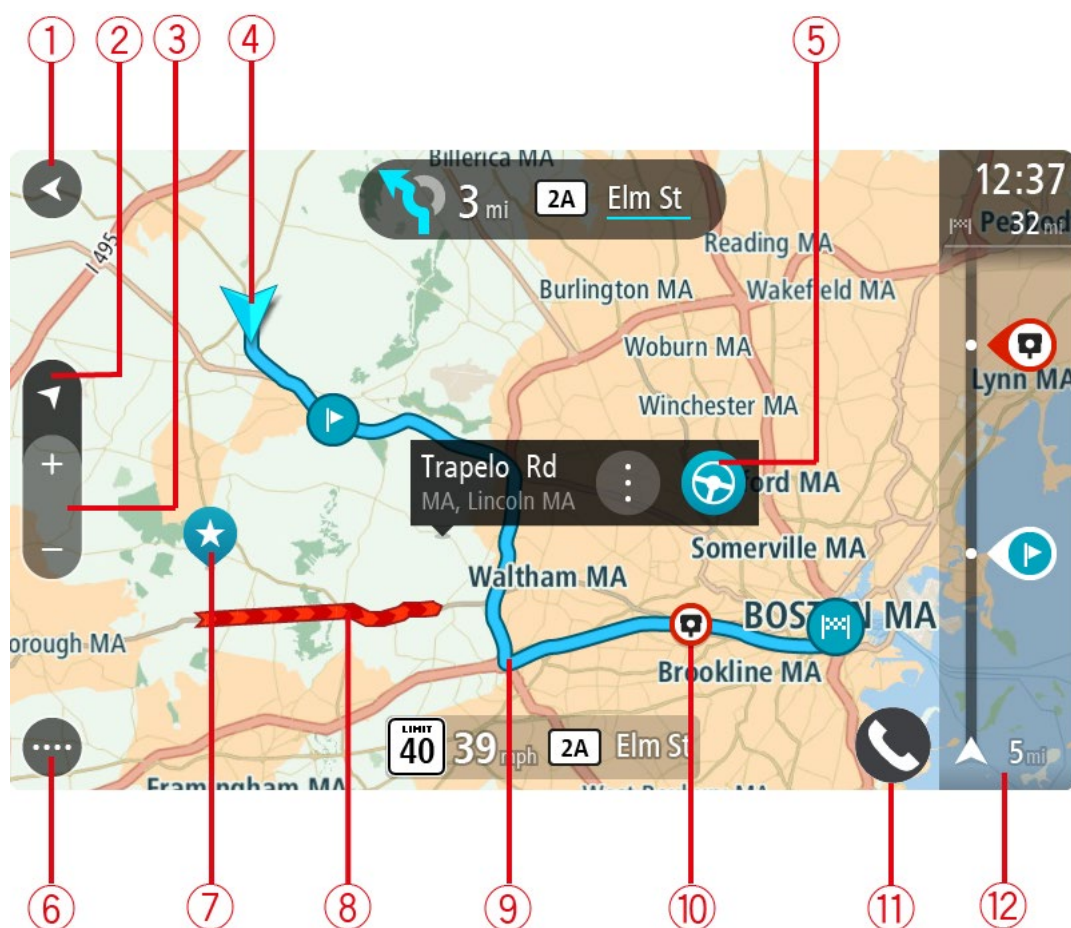 1 2 3 4 5
Billerica MA
12:37
3 mi 2A Elm St
32 mi
I 495
Reading MA
Burlington MA Wakefield MA
Woburn MA
Lynn MA
Winchester MA
+
Trapelo Rd
MA, Lincoln MA
ford MA
−
Somerville MA
Waltham MA
BOSTON MA
orough MA
Brookline MA
LIMIT
40 39 mph 2A Elm St
5 mi
Framingham MA
6 7 8 9 10 11 12